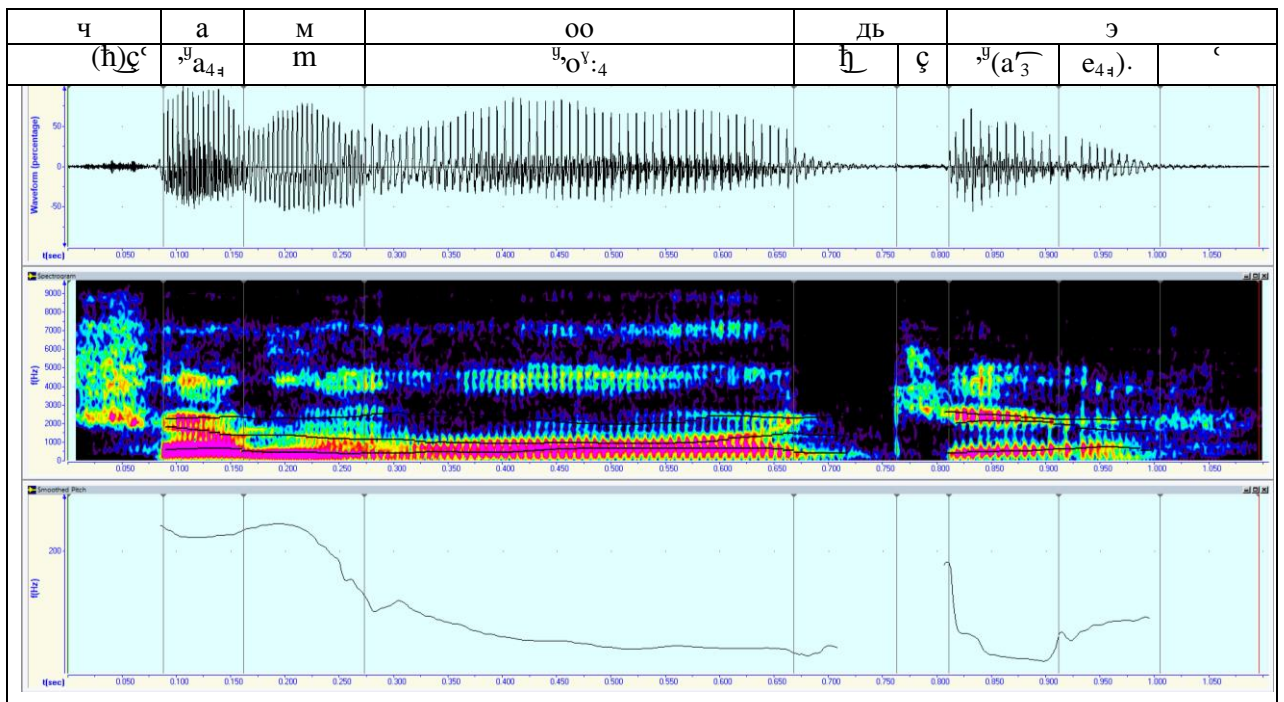 ч а м оо дь э
(ħ)çʿ m ç
Waveform (percentage)
50
0
-50
t(sec) 0.050 0.100 0.150 0.200 0.250 0.300 0.350 0.400 0.450 0.500 0.550 0.600 0.650 0.700 0.750 0.800 0.850 0.900 0.950 1.000 1.050
Spectrogram
9000
8000
7000
6000
5000
4000
3000
2000
1000
0
f(Hz)
0.050 0.100 0.150 0.200 0.250 0.300 0.350 0.400 0.450 0.500 0.550 0.600 0.650 0.700 0.750 0.800 0.850 0.900 0.950 1.000 1.050
Smoothed Pitch
200
f(Hz)
t(sec) 0.050 0.100 0.150 0.200 0.250 0.300 0.350 0.400 0.450 0.500 0.550 0.600 0.650 0.700 0.750 0.800 0.850 0.900 0.950 1.000 1.050